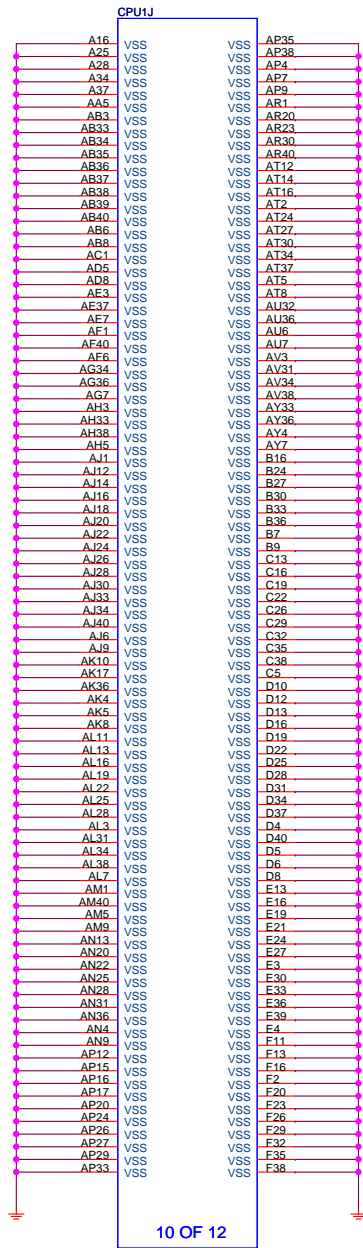 CPU1J
A16 VSS VSS AP35
A25 VSS VSS AP38
A28 VSS VSS AP4
A34 VSS VSS AP7
A37 VSS VSS AP9
AA5 VSS VSS AR1
AB3 VSS VSS AR20
AB33 VSS VSS AR23
AB34 VSS VSS AR30
AB35 VSS VSS AR40
AB36 VSS VSS AT12
AB37 VSS VSS AT14
AB38 VSS VSS AT16
AB39 VSS VSS AT2
AB40 VSS VSS AT24
AB6 VSS VSS AT27
AB8 VSS VSS AT30
AC1 VSS VSS AT34
AD5 VSS VSS AT37
AD8 VSS VSS AT5
AE3 VSS VSS AT8
AE37 VSS VSS AU32
AE7 VSS VSS AU36
AF1 VSS VSS AU6
AF40 VSS VSS AU7
AF6 VSS VSS AV3
AG34 VSS VSS AV31
AG36 VSS VSS AV34
AG7 VSS VSS AV38
AH3 VSS VSS AY33
AH33 VSS VSS AY36
AH38 VSS VSS AY4
AH5 VSS VSS AY7
AJ1 VSS VSS B16
AJ12 VSS VSS B24
AJ14 VSS VSS B27
AJ16 VSS VSS B30
AJ18 VSS VSS B33
AJ20 VSS VSS B36
AJ22 VSS VSS B7
AJ24 VSS VSS B9
AJ26 VSS VSS C13
AJ28 VSS VSS C16
AJ30 VSS VSS C19
AJ33 VSS VSS C22
AJ34 VSS VSS C26
AJ40 VSS VSS C29
AJ6 VSS VSS C32
AJ9 VSS VSS C35
AK10 VSS VSS C38
AK17 VSS VSS C5
AK36 VSS VSS D10
AK4 VSS VSS D12
AK5 VSS VSS D13
AK8 VSS VSS D16
AL11 VSS VSS D19
AL13 VSS VSS D22
AL16 VSS VSS D25
AL19 VSS VSS D28
AL22 VSS VSS D31
AL25 VSS VSS D34
AL28 VSS VSS D37
AL3 VSS VSS D4
AL31 VSS VSS D40
AL34 VSS VSS D5
AL38 VSS VSS D6
AL7 VSS VSS D8
AM1 VSS VSS E13
AM40 VSS VSS E16
AM5 VSS VSS E19
AM9 VSS VSS E21
AN13 VSS VSS E24
AN20 VSS VSS E27
AN22 VSS VSS E3
AN25 VSS VSS E30
AN28 VSS VSS E33
AN31 VSS VSS E36
AN36 VSS VSS E39
AN4 VSS VSS E4
AN9 VSS VSS F11
AP12 VSS VSS F13
AP15 VSS VSS F16
AP16 VSS VSS F2
AP17 VSS VSS F20
AP20 VSS VSS F23
AP24 VSS VSS F26
AP26 VSS VSS F29
AP27 VSS VSS F32
AP29 VSS VSS F35
AP33 VSS VSS F38
10 OF 12